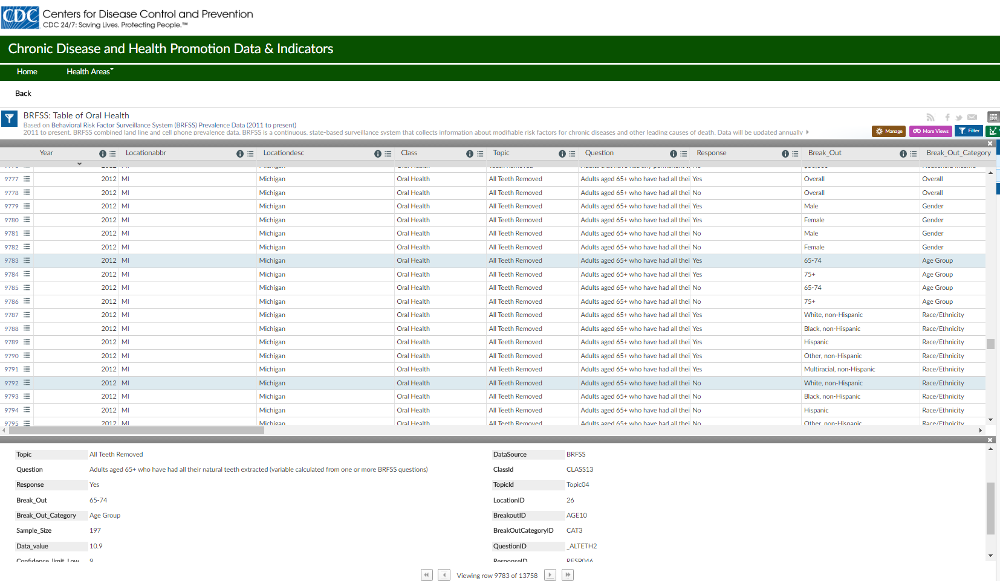 CDC Centers for Disease Control and Prevention
CDC 24/7: Saving Lives. Protecting People.™
Chronic Disease and Health Promotion Data & Indicators
Home Health Areas
Back
BRFSS: Table of Oral Health
Based on Behavioral Risk Factor Surveillance System (BRFSS) Prevalence Data (2011 to present)
2011 to present. BRFSS combined land line and cell phone prevalence data. BRFSS is a continuous, state-based surveillance system that collects information about modifiable risk factors for chronic diseases and other leading causes of death. Data will be updated annually
Manage More Views Filter
Year Locationabbr Locationdesc Class Topic Question Response Break_Out Break_Out_Category
9777 2012 MI Michigan Oral Health All Teeth Removed Adults aged 65+ who have had all thei Yes Overall Overall
9778 2012 MI Michigan Oral Health All Teeth Removed Adults aged 65+ who have had all thei No Overall Overall
9779 2012 MI Michigan Oral Health All Teeth Removed Adults aged 65+ who have had all thei Yes Male Gender
9780 2012 MI Michigan Oral Health All Teeth Removed Adults aged 65+ who have had all thei Yes Female Gender
9781 2012 MI Michigan Oral Health All Teeth Removed Adults aged 65+ who have had all thei No Male Gender
9782 2012 MI Michigan Oral Health All Teeth Removed Adults aged 65+ who have had all thei No Female Gender
9783 2012 MI Michigan Oral Health All Teeth Removed Adults aged 65+ who have had all thei Yes 65-74 Age Group
9784 2012 MI Michigan Oral Health All Teeth Removed Adults aged 65+ who have had all thei Yes 75+ Age Group
9785 2012 MI Michigan Oral Health All Teeth Removed Adults aged 65+ who have had all thei No 65-74 Age Group
9786 2012 MI Michigan Oral Health All Teeth Removed Adults aged 65+ who have had all thei No 75+ Age Group
9787 2012 MI Michigan Oral Health All Teeth Removed Adults aged 65+ who have had all thei Yes White, non-Hispanic Race/Ethnicity
9788 2012 MI Michigan Oral Health All Teeth Removed Adults aged 65+ who have had all thei Yes Black, non-Hispanic Race/Ethnicity
9789 2012 MI Michigan Oral Health All Teeth Removed Adults aged 65+ who have had all thei Yes Hispanic Race/Ethnicity
9790 2012 MI Michigan Oral Health All Teeth Removed Adults aged 65+ who have had all thei Yes Other, non-Hispanic Race/Ethnicity
9791 2012 MI Michigan Oral Health All Teeth Removed Adults aged 65+ who have had all thei Yes Multiracial, non-Hispanic Race/Ethnicity
9792 2012 MI Michigan Oral Health All Teeth Removed Adults aged 65+ who have had all thei No White, non-Hispanic Race/Ethnicity
9793 2012 MI Michigan Oral Health All Teeth Removed Adults aged 65+ who have had all thei No Black, non-Hispanic Race/Ethnicity
9794 2012 MI Michigan Oral Health All Teeth Removed Adults aged 65+ who have had all thei No Hispanic Race/Ethnicity
9795 2012 MI Michigan Oral Health All Teeth Removed Adults aged 65+ who have had all thei No Other, non-Hispanic Race/Ethnicity
Topic All Teeth Removed DataSource BRFSS
Question Adults aged 65+ who have had all their natural teeth extracted (variable calculated from one or more BRFSS questions) ClassId CLASS13
Response Yes TopicId Topic04
Break_Out 65-74 LocationID 26
Break_Out_Category Age Group BreakoutID AGE10
Sample_Size 197 BreakOutCategoryID CAT3
Data_value 10.9 QuestionID _ALTETH2
Confidence_limit_Low 9 ResponseID RESP046
Viewing row 9783 of 13758